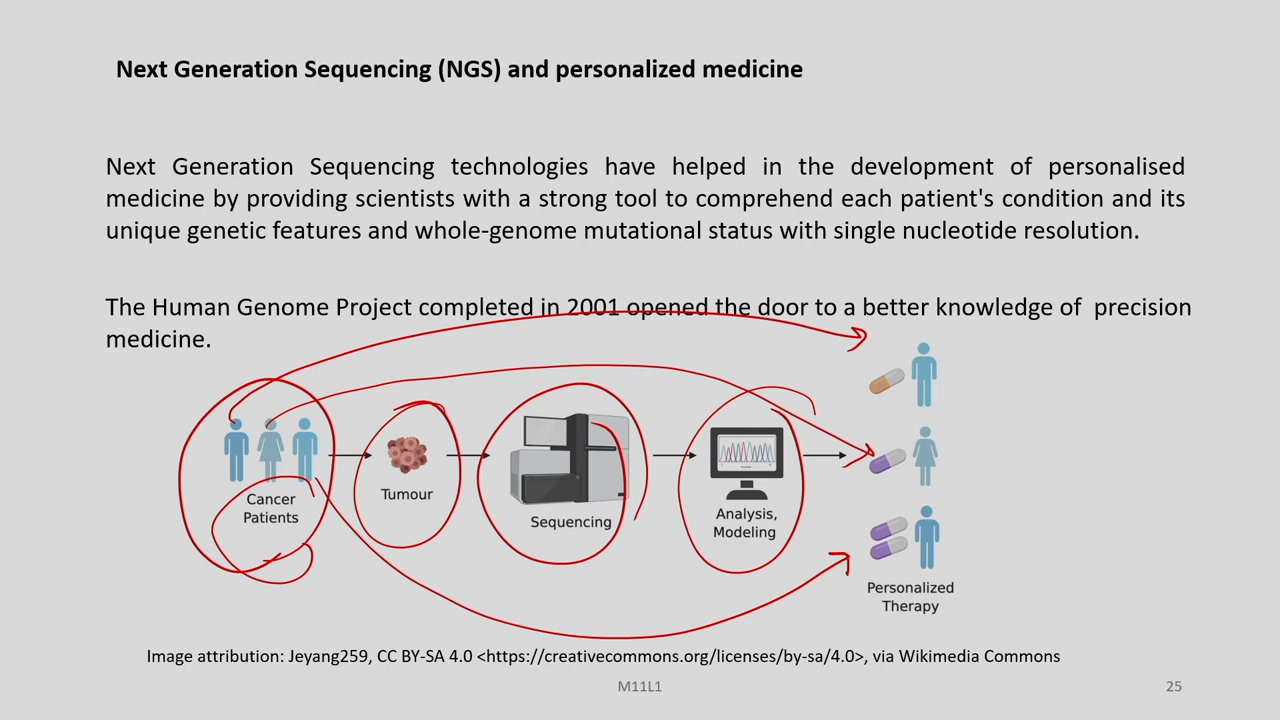 Next Generation Sequencing (NGS) and personalized medicine
Next Generation Sequencing technologies have helped in the development of personalised
medicine by providing scientists with a strong tool to comprehend each patient's condition and its
unique genetic features and whole-genome mutational status with single nucleotide resolution.
The Human Genome Project completed in 2001 opened the door to a better knowledge of precision
medicine.
Cancer
Patients
Tumour
Sequencing
Analysis,
Modeling
Personalized
Therapy
Image attribution: Jeyang259, CC BY-SA 4.0 <https://creativecommons.org/licenses/by-sa/4.0>, via Wikimedia Commons
M11L1
25